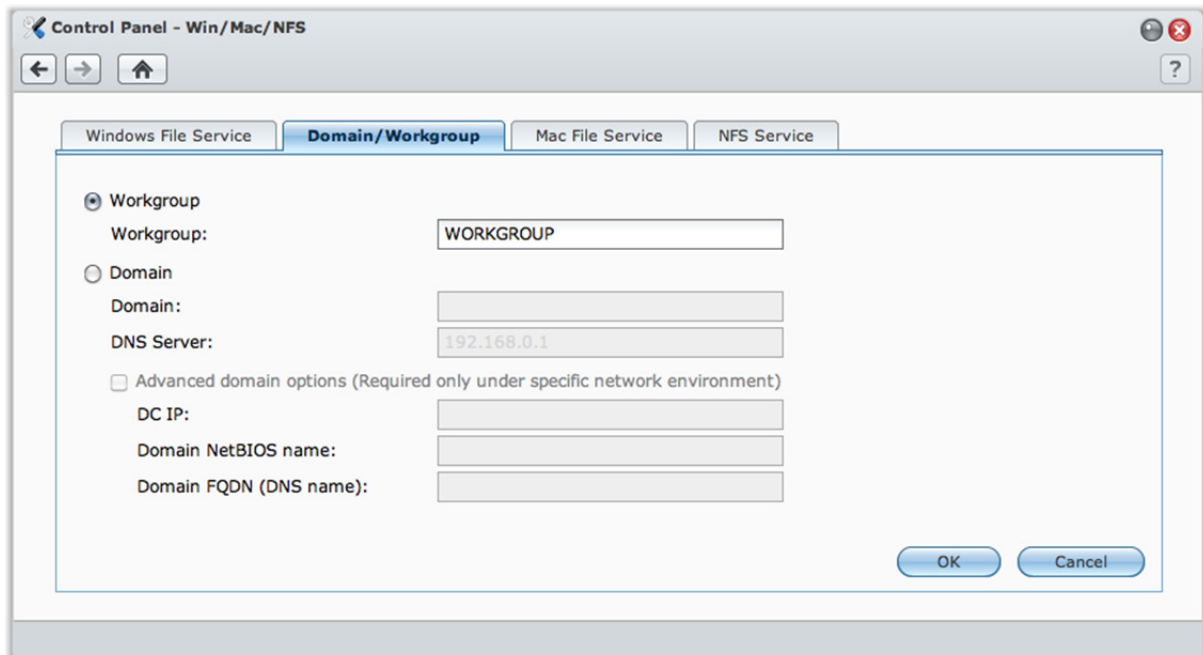 Control Panel - Win/Mac/NFS
?
Windows File Service Domain/Workgroup Mac File Service NFS Service
Workgroup
Workgroup: WORKGROUP
Domain
Domain:
DNS Server: 192.168.0.1
Advanced domain options (Required only under specific network environment)
DC IP:
Domain NetBIOS name:
Domain FQDN (DNS name):
OK Cancel